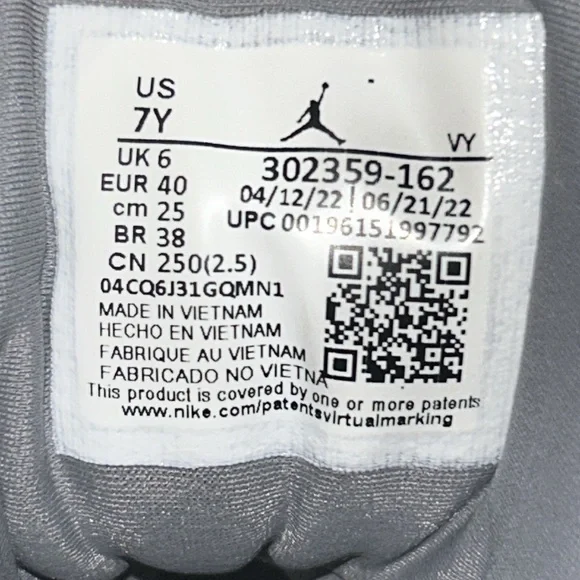 US
7Y
VY
UK 6
302359-162
EUR 40
04/12/22 | 06/21/22
cm 25
UPC 00196151997792
BR 38
CN 250(2.5)
04CQ6J31GQMN1
MADE IN VIETNAM
HECHO EN VIETNAM
FABRIQUE AU VIETNAM
FABRICADO NO VIETNA
This product is covered by one or more patents
www.nike.com/patentsvirtualmarking